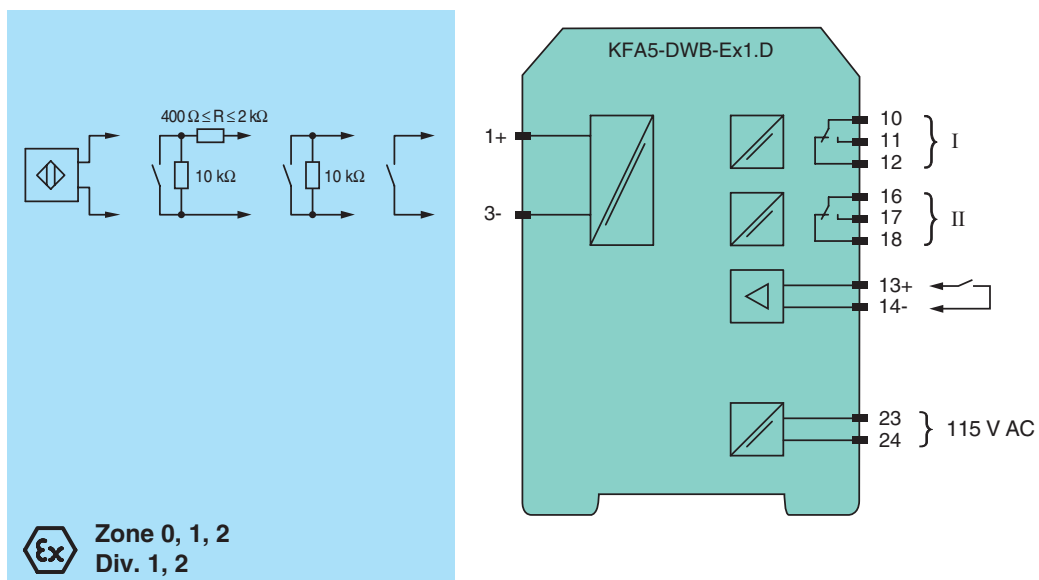 400 Ω ≤ R ≤ 2 kΩ
10 kΩ
10 kΩ
Ex
Zone 0, 1, 2
Div. 1, 2
KFA5-DWB-Ex1.D
1+
3-
10
11
12
I
16
17
18
II
13+
14-
23
24
115 V AC